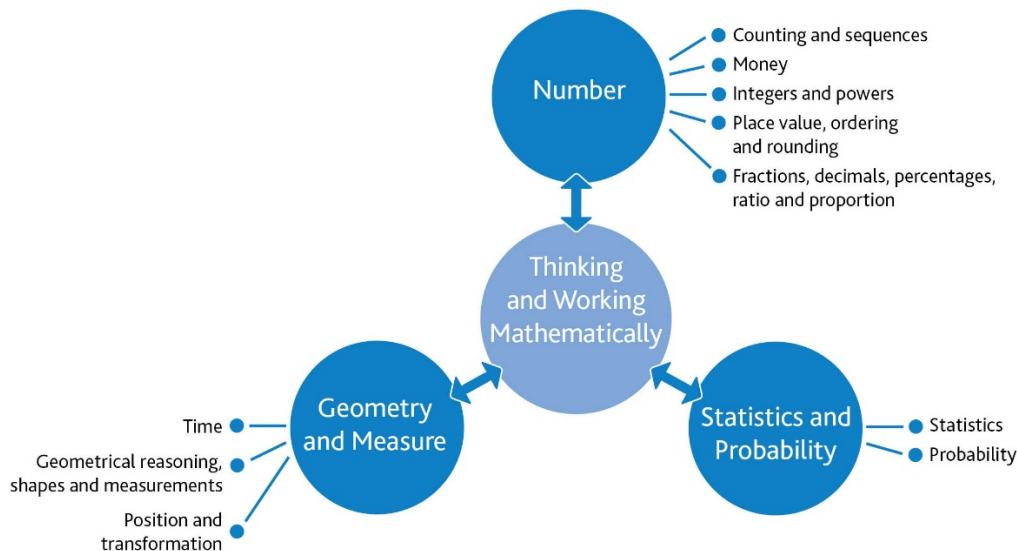 Number
Counting and sequences
Money
Integers and powers
Place value, ordering
and rounding
Fractions, decimals, percentages,
ratio and proportion
Thinking
and Working
Mathematically
Geometry
and Measure
Time
Geometrical reasoning,
shapes and measurements
Position and
transformation
Statistics and
Probability
Statistics
Probability